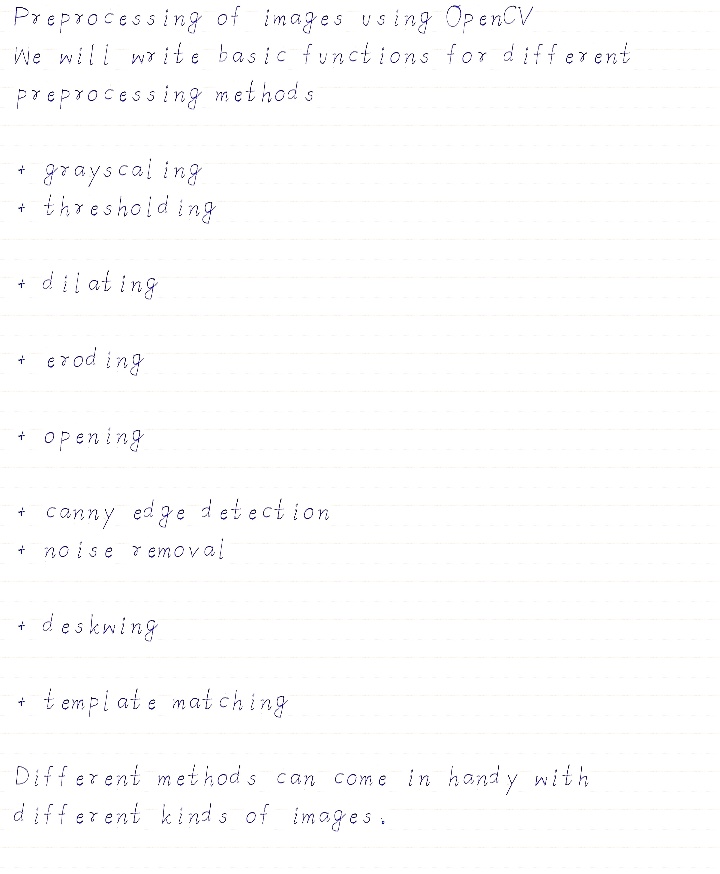 Preprocessing of images using OpenCV
We will write basic functions for different
preprocessing methods
+ grayscaling
+ thresholding
+ dilating
+ eroding
+ opening
+ canny edge detection
+ noise removal
+ deskwing
+ template matching
Different methods can come in handy with
different kinds of images.